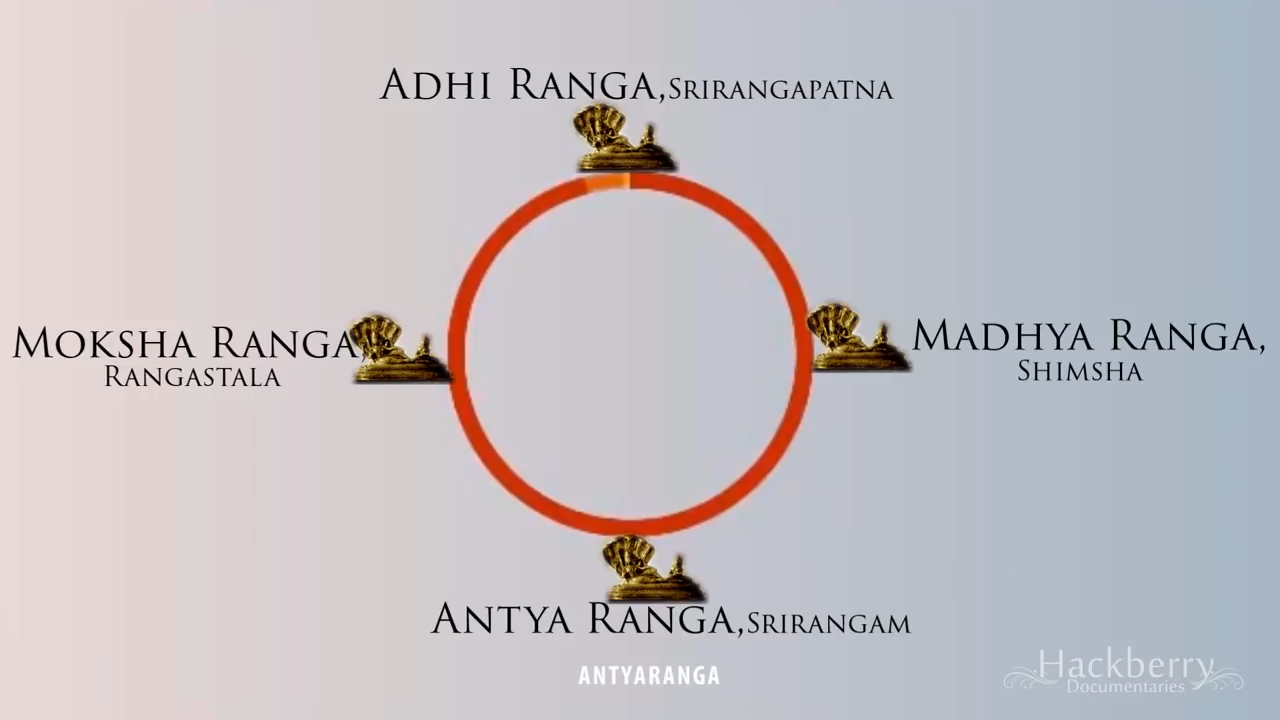 ADHI RANGA,SRIRANGAPATNA
MOKSHA RANGA,
RANGASTALA
MADHYA RANGA,
SHIMSHA
ANTYA RANGA,SRIRANGAM
ANTYARANGA
Hackberry
Documentaries